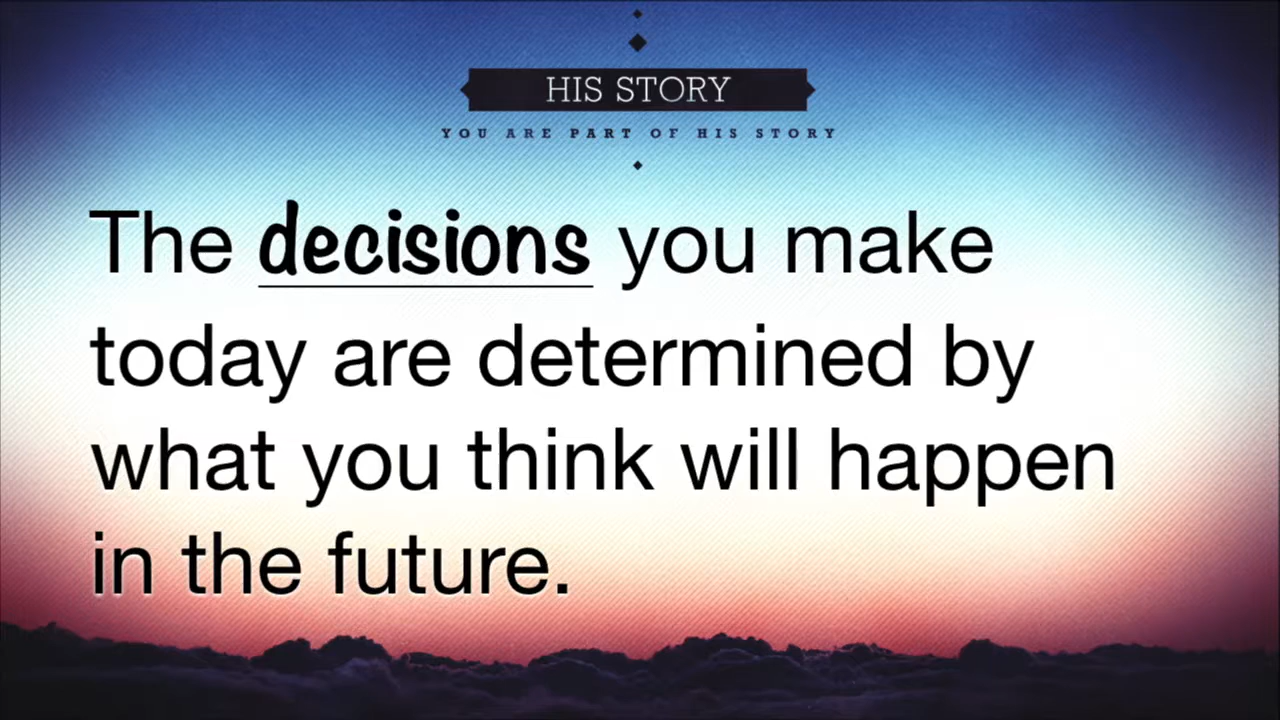 HIS STORY
YOU ARE PART OF HIS STORY
The decisions you make
today are determined by
what you think will happen
in the future.